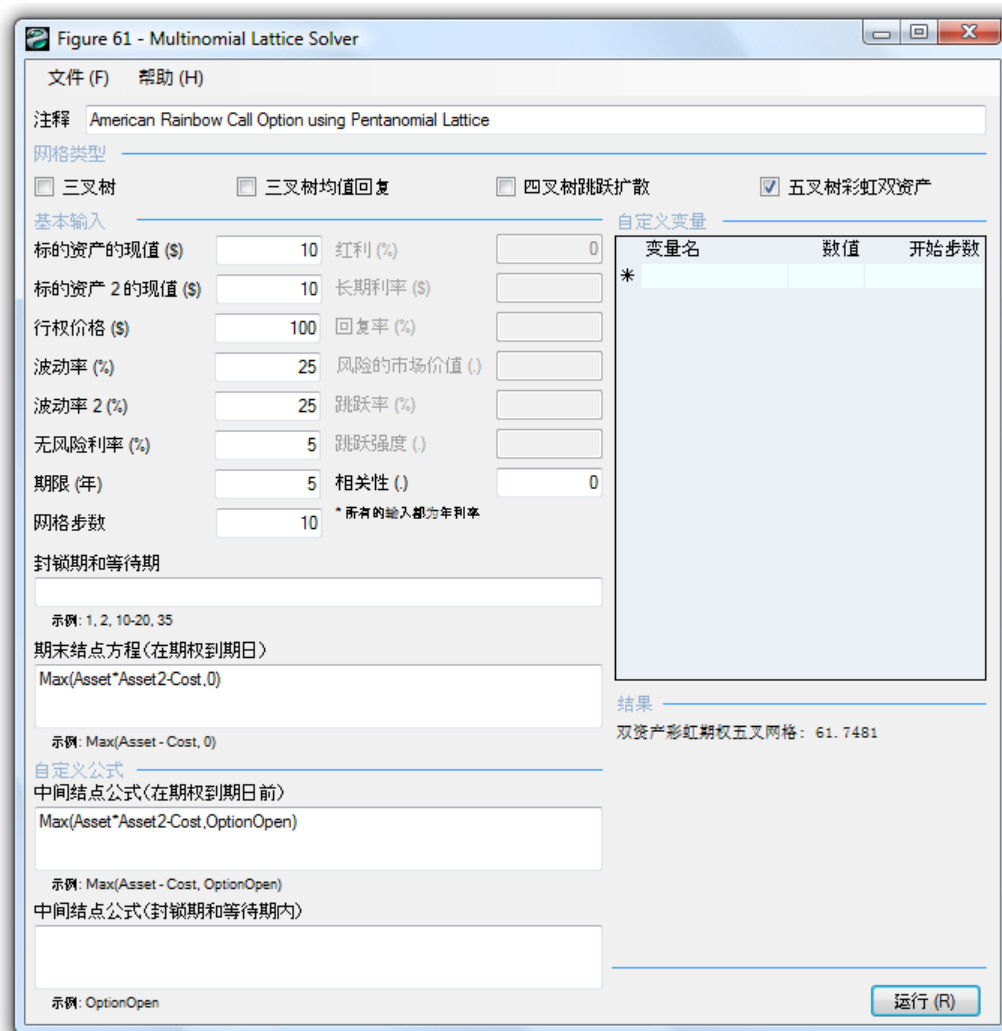 Figure 61 - Multinomial Lattice Solver
文件 (F) 帮助 (H)
注释 American Rainbow Call Option using Pentanomial Lattice
网格类型
三叉树 三叉树均值回复 四叉树跳跃扩散 五叉树彩虹双资产
基本输入
标的资产的现值 ($) 10 红利 (%) 0
标的资产 2 的现值 ($) 10 长期利率 ($)
行权价格 ($) 100 回复率 (%)
波动率 (%) 25 风险的市场价值 (.)
波动率 2 (%) 25 跳跃率 (%)
无风险利率 (%) 5 跳跃强度 (.)
期限 (年) 5 相关性 (.) 0
网格步数 10 * 所有的输入都为年利率
封锁期和等待期
示例: 1, 2, 10-20, 35
期末结点方程(在期权到期日)
Max(Asset*Asset2-Cost,0)
示例: Max(Asset - Cost, 0)
自定义公式
中间结点公式(在期权到期日前)
Max(Asset*Asset2-Cost,OptionOpen)
示例: Max(Asset - Cost, OptionOpen)
中间结点公式(封锁期和等待期内)
示例: OptionOpen
自定义变量
变量名 数值 开始步数
*
结果
双资产彩虹期权五叉网格: 61.7481
运行 (R)